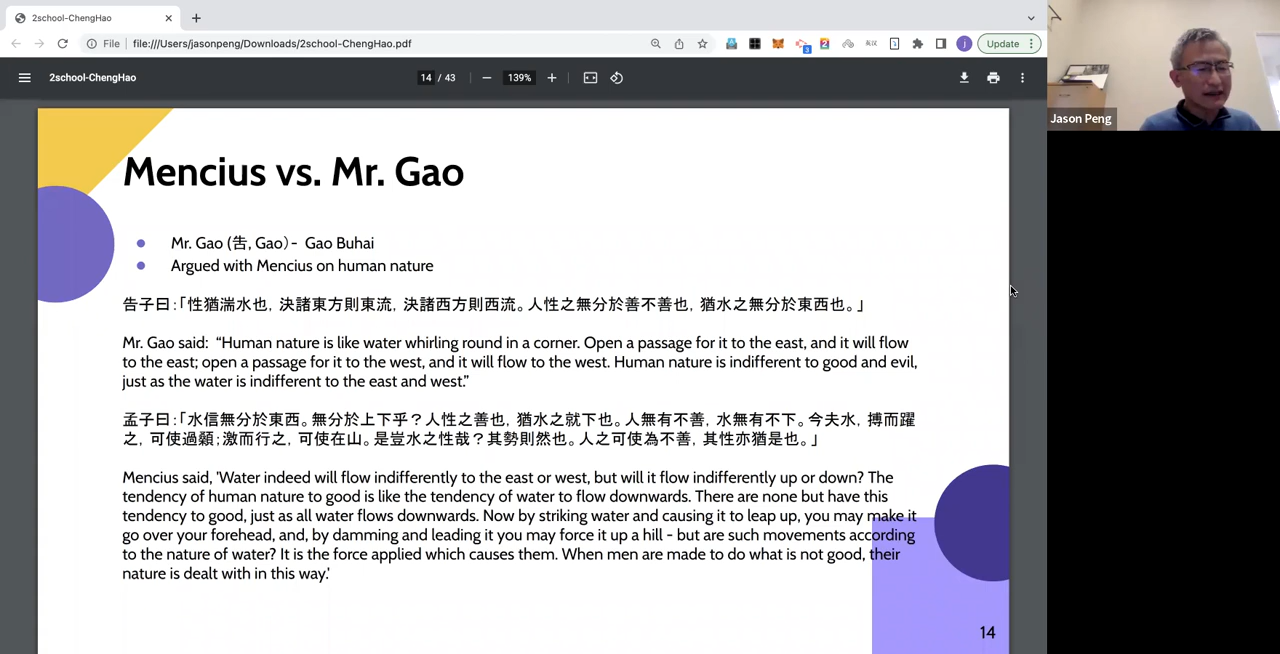 2school-ChengHao
File
file:///Users/jasonpeng/Downloads/2school-ChengHao.pdf
3
2
j
Update
2school-ChengHao
14 / 43
139%
Jason Peng
Mencius vs. Mr. Gao
Mr. Gao (告, Gao)- Gao Buhai
Argued with Mencius on human nature
告子曰:「性猶湍水也, 決諸東方則東流, 決諸西方則西流。人性之無分於善不善也, 猶水之無分於東西也。」
Mr. Gao said: “Human nature is like water whirling round in a corner. Open a passage for it to the east, and it will flow
to the east; open a passage for it to the west, and it will flow to the west. Human nature is indifferent to good and evil,
just as the water is indifferent to the east and west.”
孟子曰:「水信無分於東西。無分於上下乎？人性之善也, 猶水之就下也。人無有不善, 水無有不下。今夫水, 搏而躍
之, 可使過顙;激而行之, 可使在山。是豈水之性哉？其勢則然也。人之可使為不善, 其性亦猶是也。」
Mencius said, 'Water indeed will flow indifferently to the east or west, but will it flow indifferently up or down? The
tendency of human nature to good is like the tendency of water to flow downwards. There are none but have this
tendency to good, just as all water flows downwards. Now by striking water and causing it to leap up, you may make it
go over your forehead, and, by damming and leading it you may force it up a hill - but are such movements according
to the nature of water? It is the force applied which causes them. When men are made to do what is not good, their
nature is dealt with in this way.'
14